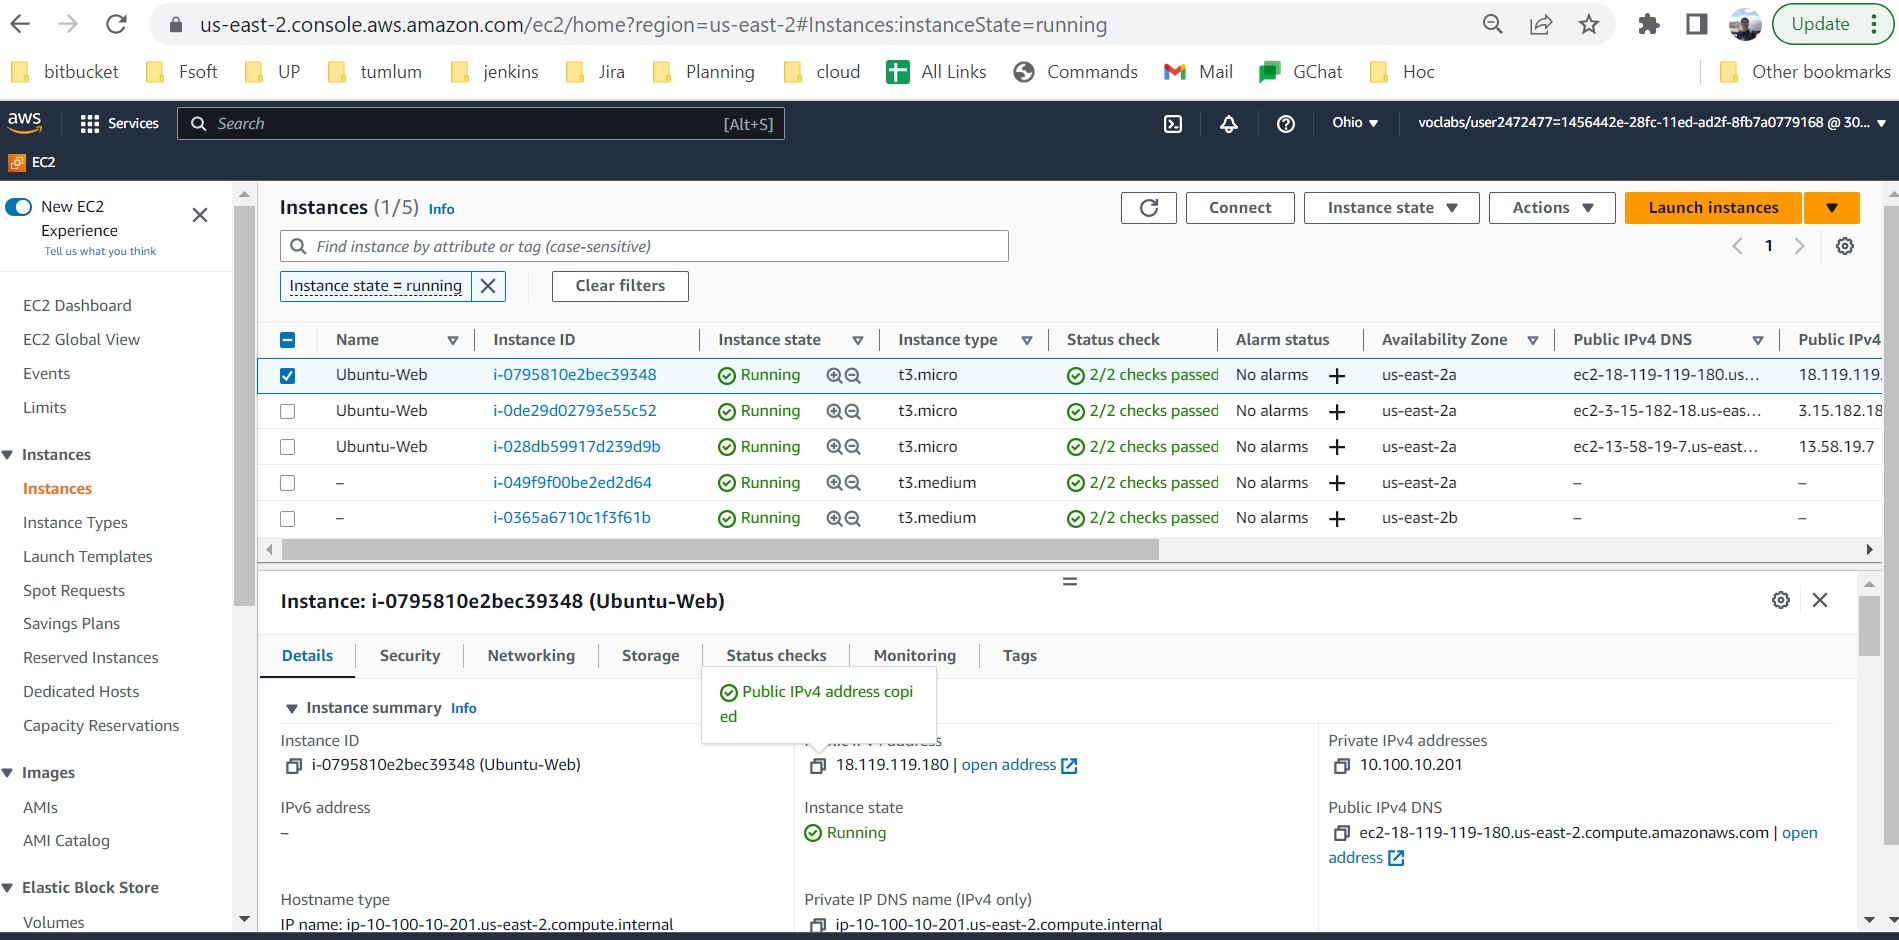 us-east-2.console.aws.amazon.com/ec2/home?region=us-east-2#Instances:instanceState=running
Update
bitbucket Fsoft UP tumlum jenkins Jira Planning cloud All Links Commands Mail GChat Hoc Other bookmarks
aws Services Search [Alt+S] Ohio voclabs/user2472477=1456442e-28fc-11ed-ad2f-8fb7a0779168 @ 30...
EC2
New EC2
Experience
Tell us what you think
EC2 Dashboard
EC2 Global View
Events
Limits
Instances
Instances
Instance Types
Launch Templates
Spot Requests
Savings Plans
Reserved Instances
Dedicated Hosts
Capacity Reservations
Images
AMIs
AMI Catalog
Elastic Block Store
Volumes
Instances (1/5) Info
Connect Instance state Actions Launch instances
Find instance by attribute or tag (case-sensitive)
1
Instance state = running Clear filters
Name Instance ID Instance state Instance type Status check Alarm status Availability Zone Public IPv4 DNS Public IPv4
Ubuntu-Web i-0795810e2bec39348 Running t3.micro 2/2 checks passed No alarms + us-east-2a ec2-18-119-119-180.us... 18.119.119.
Ubuntu-Web i-0de29d02793e55c52 Running t3.micro 2/2 checks passed No alarms + us-east-2a ec2-3-15-182-18.us-eas... 3.15.182.18
Ubuntu-Web i-028db59917d239d9b Running t3.micro 2/2 checks passed No alarms + us-east-2a ec2-13-58-19-7.us-east... 13.58.19.7
– i-049f9f00be2ed2d64 Running t3.medium 2/2 checks passed No alarms + us-east-2a – –
– i-0365a6710c1f3f61b Running t3.medium 2/2 checks passed No alarms + us-east-2b – –
Instance: i-0795810e2bec39348 (Ubuntu-Web)
Details Security Networking Storage Status checks Monitoring Tags
Public IPv4 address copi
ed
Instance summary Info
Instance ID
i-0795810e2bec39348 (Ubuntu-Web)
18.119.119.180 | open address
Private IPv4 addresses
10.100.10.201
IPv6 address
–
Instance state
Running
Public IPv4 DNS
ec2-18-119-119-180.us-east-2.compute.amazonaws.com | open
address
Hostname type
IP name: ip-10-100-10-201.us-east-2.compute.internal
Private IP DNS name (IPv4 only)
ip-10-100-10-201.us-east-2.compute.internal